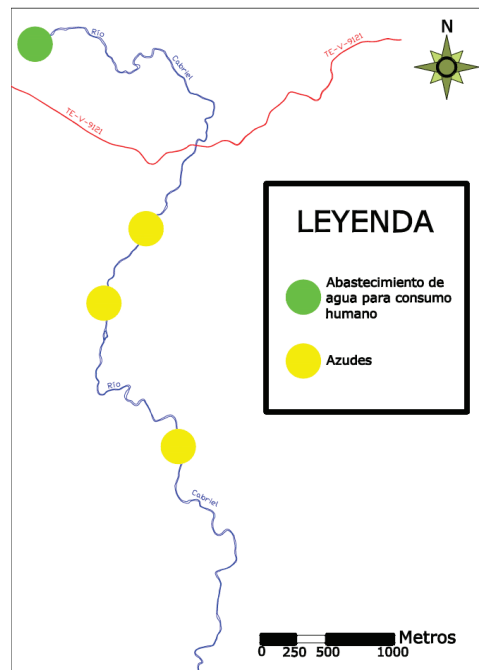 N
Río
Cabriel
TE-V-9121
TE-V-9121
LEYENDA
Abastecimiento de
agua para consumo
humano
Azudes
Río
Cabriel
Metros
0 250 500 1000